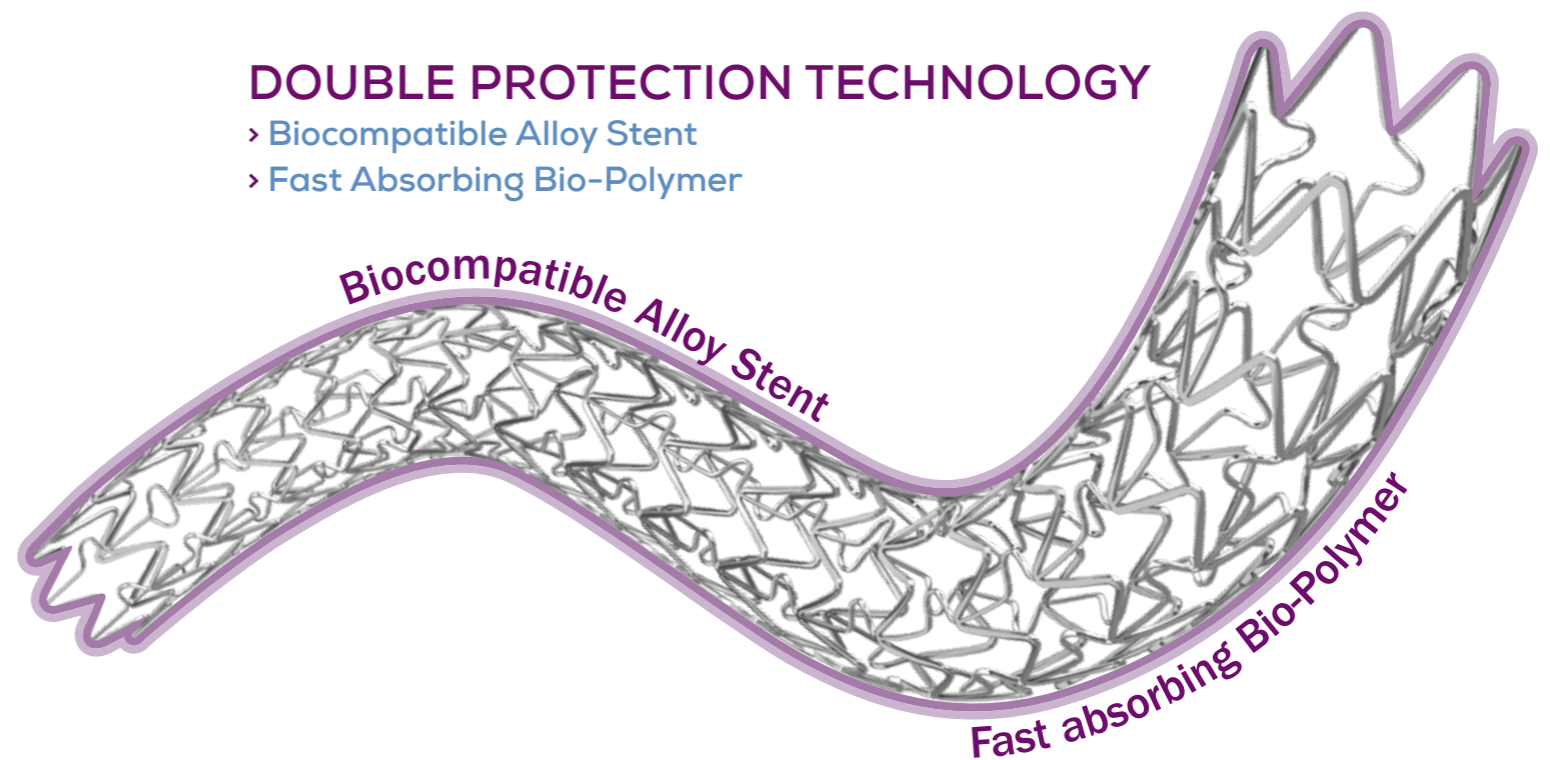 DOUBLE PROTECTION TECHNOLOGY
› Biocompatible Alloy Stent
› Fast Absorbing Bio-Polymer
Biocompatible Alloy Stent
Fast absorbing Bio-Polymer